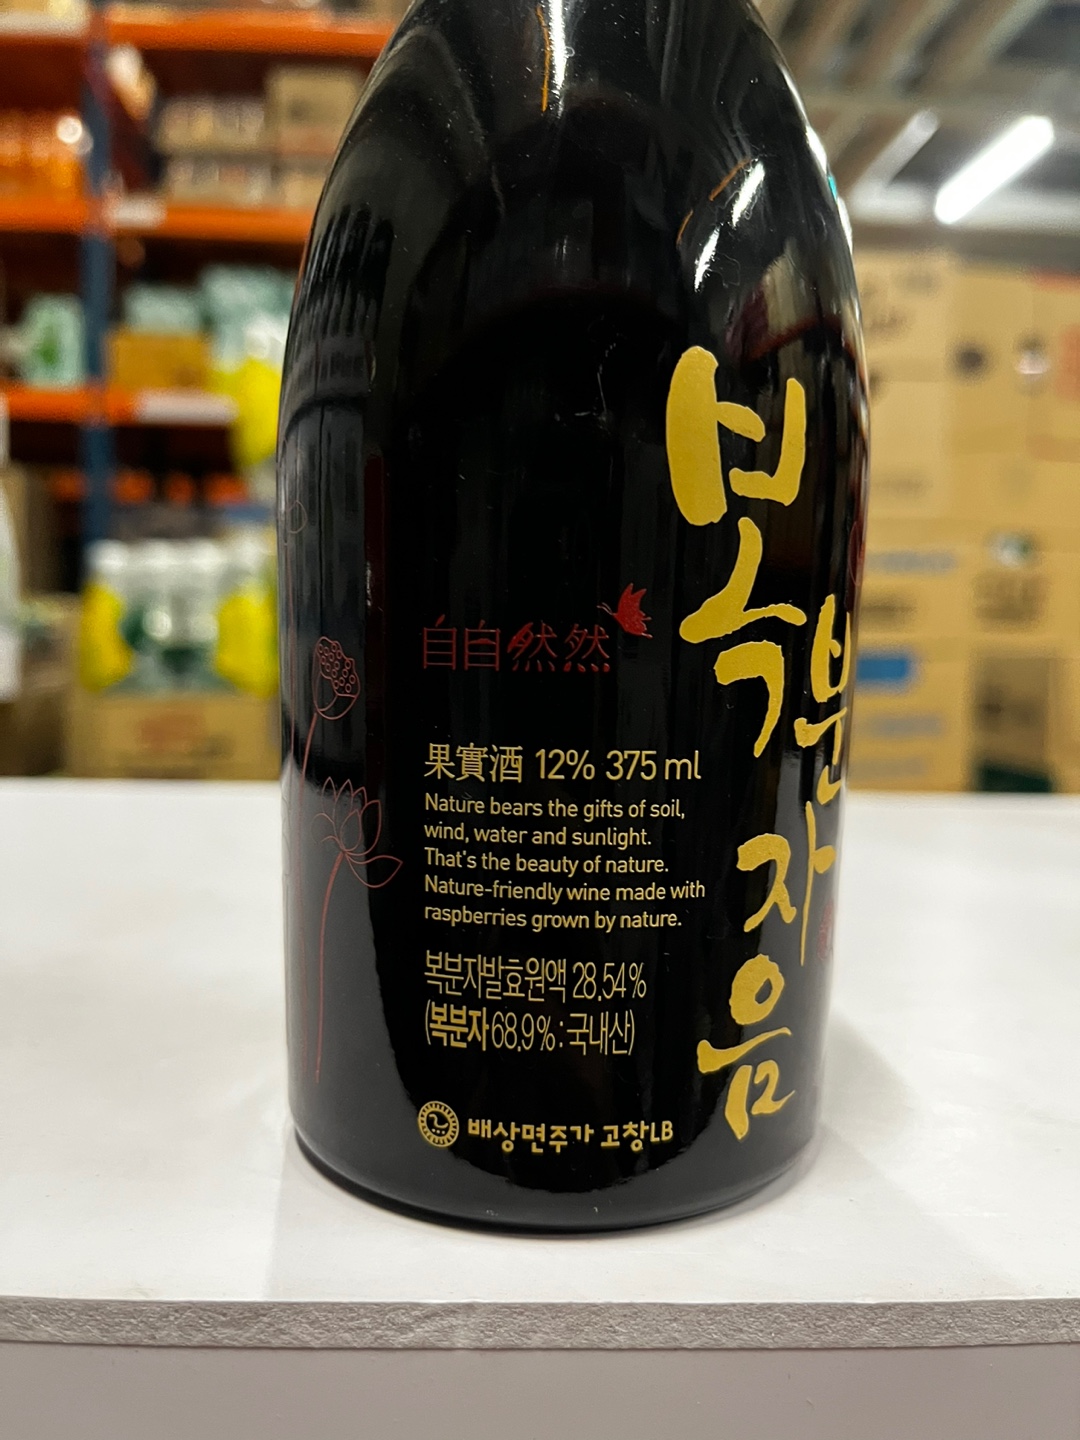 복분자음
自自然然
果實酒 12% 375 ml
Nature bears the gifts of soil,
wind, water and sunlight.
That's the beauty of nature.
Nature-friendly wine made with
raspberries grown by nature.
복분자발효원액 28.54%
(복분자68.9% : 국내산)
배상면주가 고창LB